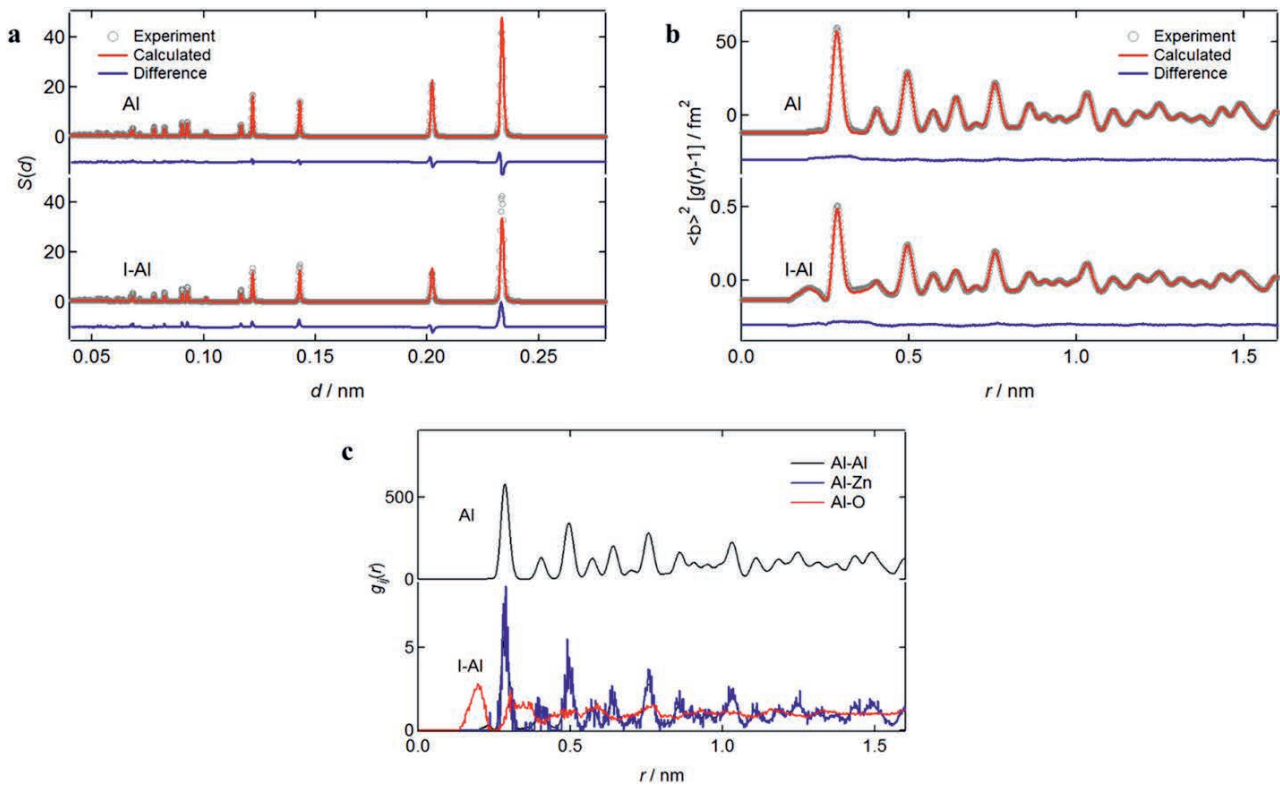 a
S(d)
40
20
0
Experiment
Calculated
Difference
Al
40
20
0
I-Al
0.05 0.10 0.15 0.20 0.25
d / nm
b
<b>² [g(r)-1] / fm²
50
0
Experiment
Calculated
Difference
Al
0.5
0.0
I-Al
0.0 0.5 1.0 1.5
r / nm
c
gij(r)
500
0
Al
Al-Al
Al-Zn
Al-O
5
0
I-Al
0.0 0.5 1.0 1.5
r / nm